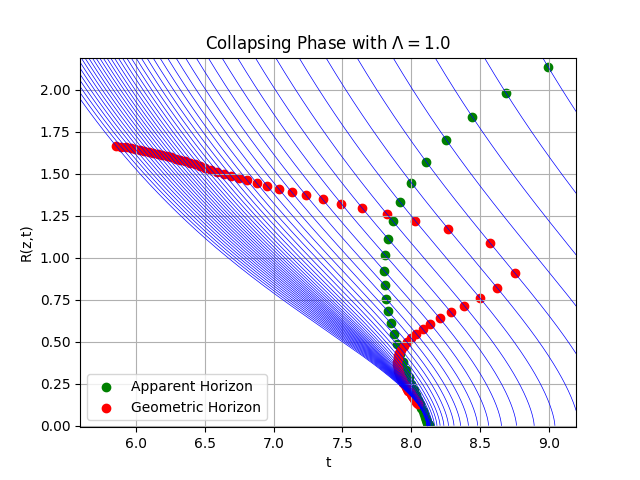 Collapsing Phase with Λ = 1.0
R(z,t)
2.00
1.75
1.50
1.25
1.00
0.75
0.50
0.25
0.00
Apparent Horizon
Geometric Horizon
6.0 6.5 7.0 7.5 8.0 8.5 9.0
t